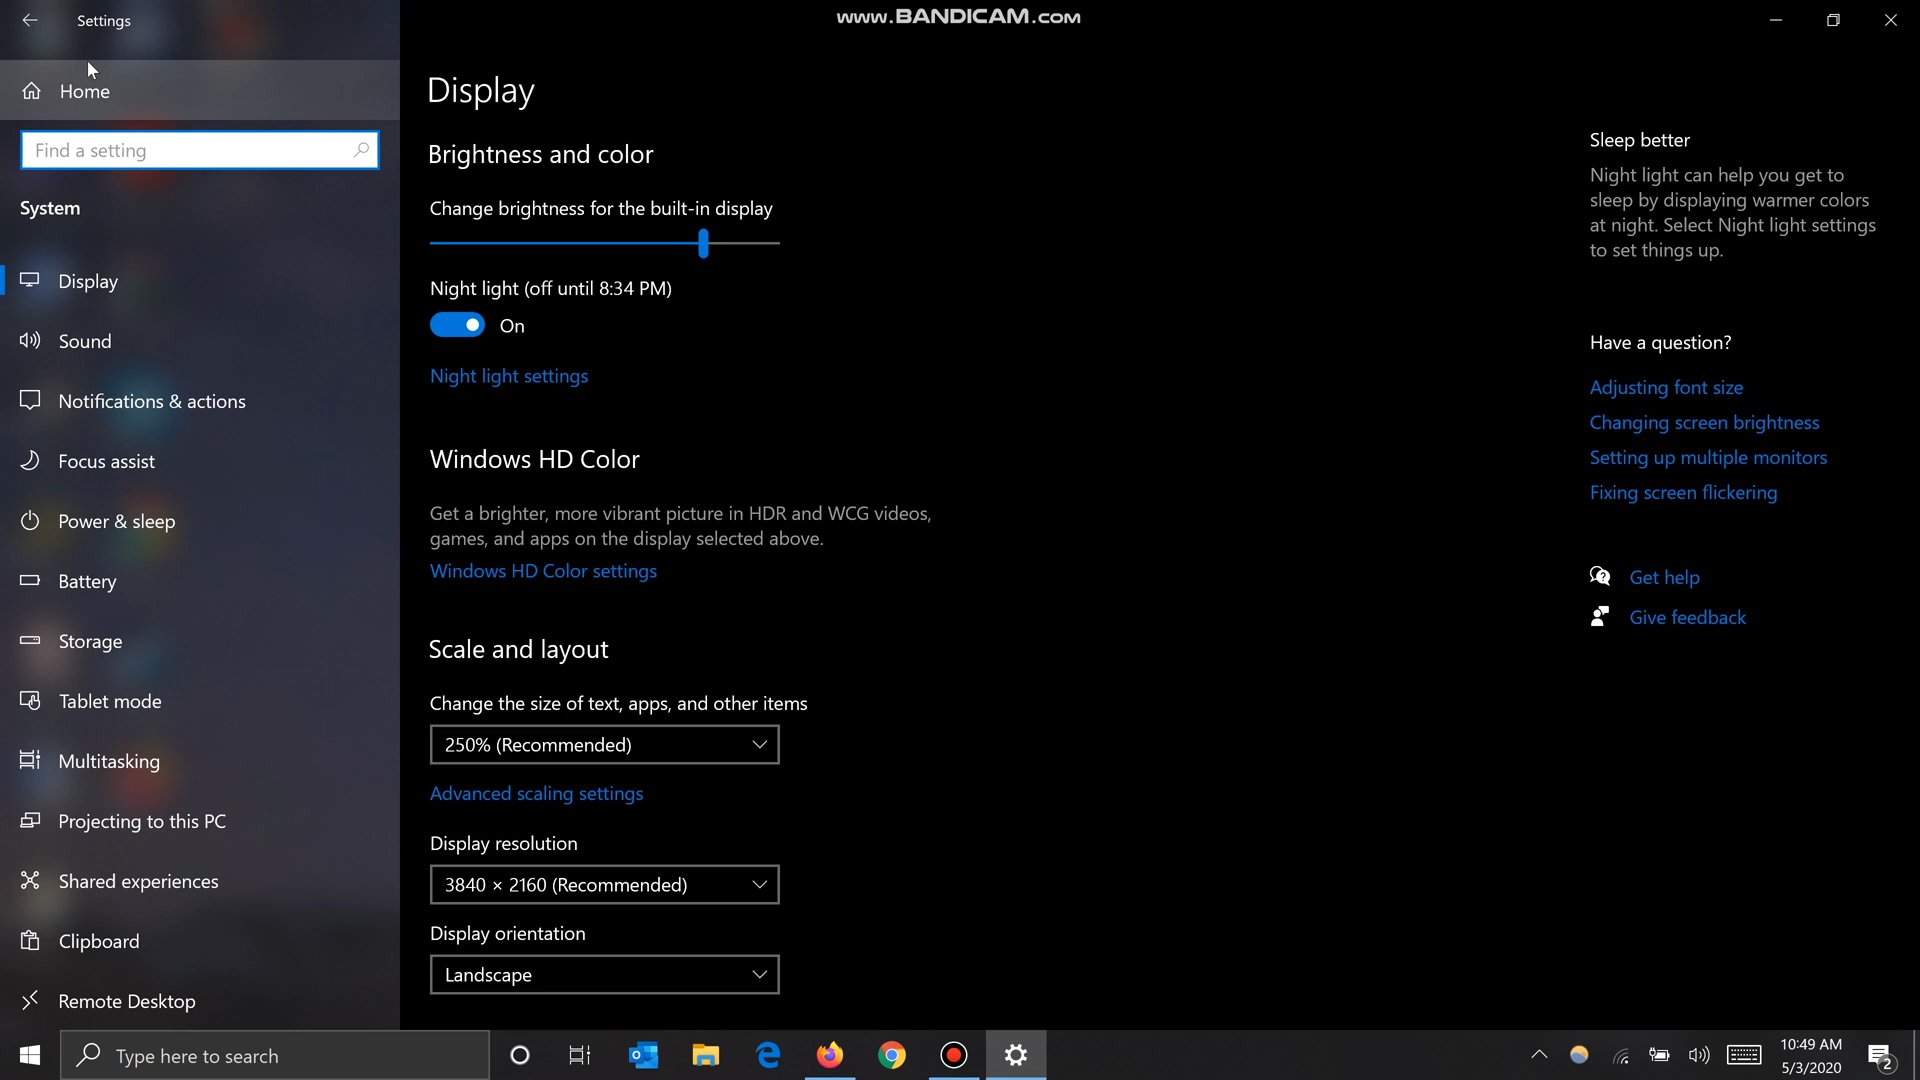 Settings
www.BANDICAM.com
Home
Find a setting
System
Display
Sound
Notifications & actions
Focus assist
Power & sleep
Battery
Storage
Tablet mode
Multitasking
Projecting to this PC
Shared experiences
Clipboard
Remote Desktop
Display
Brightness and color
Change brightness for the built-in display
Night light (off until 8:34 PM)
On
Night light settings
Windows HD Color
Get a brighter, more vibrant picture in HDR and WCG videos,
games, and apps on the display selected above.
Windows HD Color settings
Scale and layout
Change the size of text, apps, and other items
250% (Recommended)
Advanced scaling settings
Display resolution
3840 × 2160 (Recommended)
Display orientation
Landscape
Sleep better
Night light can help you get to
sleep by displaying warmer colors
at night. Select Night light settings
to set things up.
Have a question?
Adjusting font size
Changing screen brightness
Setting up multiple monitors
Fixing screen flickering
Get help
Give feedback
Type here to search
10:49 AM
5/3/2020
2